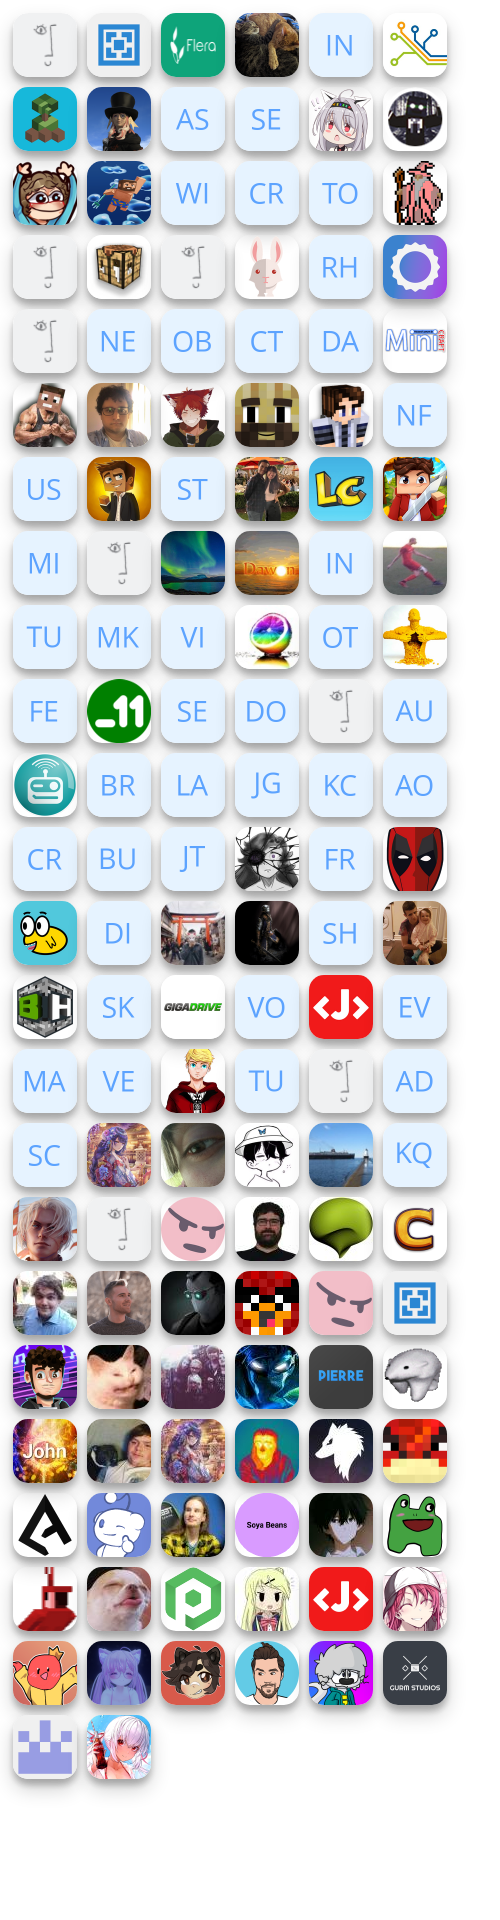 Flera IN
AS SE
WI CR TO
RH
NE OB CT DA Mini CRAFT
NF
US ST LC
MI Dawn IN
TU MK VI OT
FE _11 SE DO AU
BR LA JG KC AO
CR BU JT FR
DI SH
BH SK GIGADRIVE VO <J> EV
MA VE TU AD
SC KQ
C
PIERRE
John
Soya Beans
<J>
GURM STUDIOS